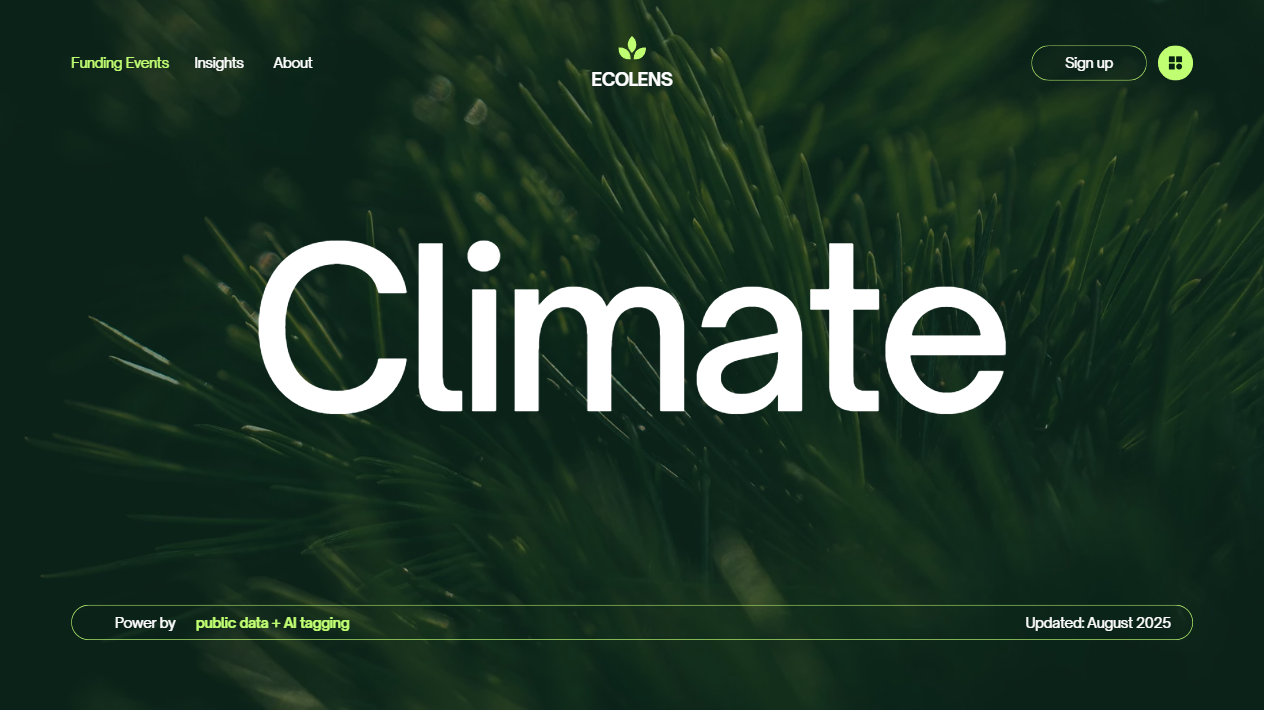 Funding Events Insights About
ECOLENS
Sign up
Climate
Power by public data + AI tagging
Updated: August 2025